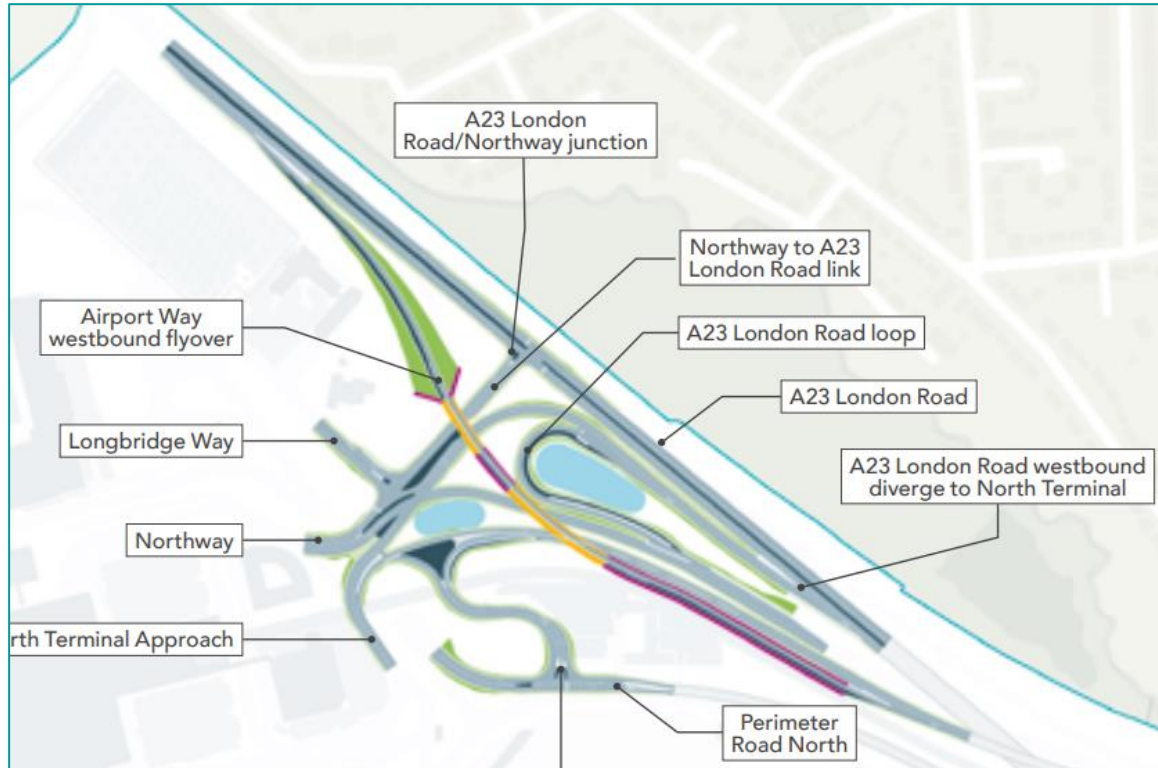 A23 London
Road/Northway junction
Northway to A23
London Road link
Airport Way
westbound flyover
A23 London Road loop
A23 London Road
Longbridge Way
A23 London Road westbound
diverge to North Terminal
Northway
rth Terminal Approach
Perimeter
Road North